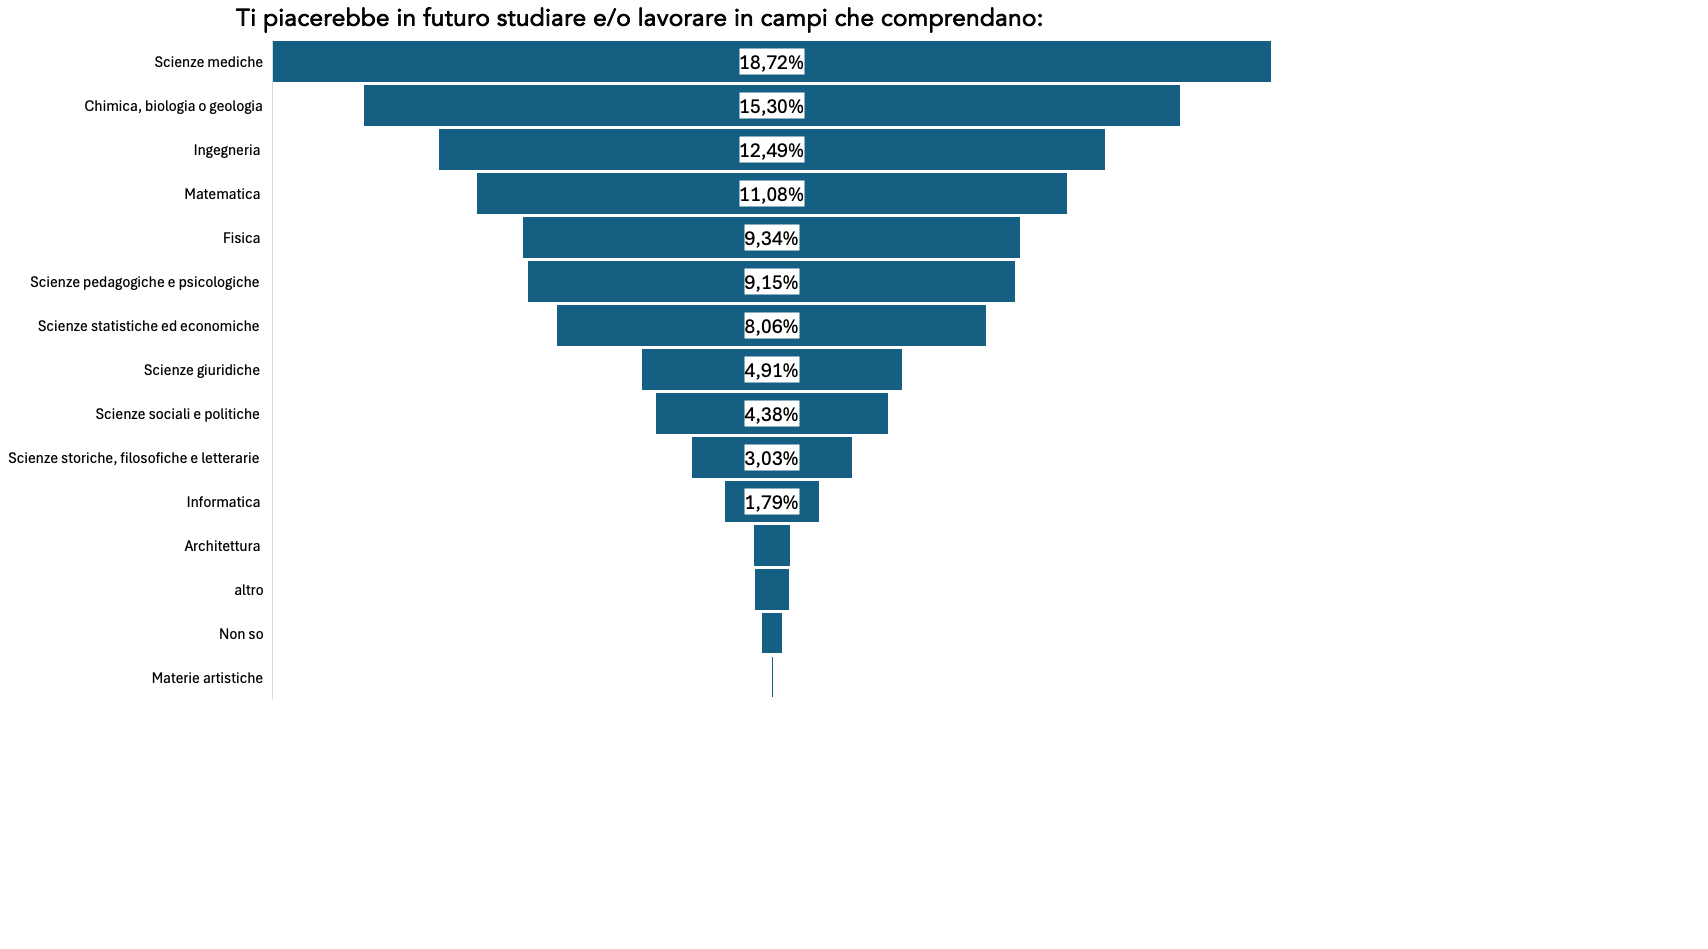 Ti piacerebbe in futuro studiare e/o lavorare in campi che comprendano:
Scienze mediche 18,72%
Chimica, biologia o geologia 15,30%
Ingegneria 12,49%
Matematica 11,08%
Fisica 9,34%
Scienze pedagogiche e psicologiche 9,15%
Scienze statistiche ed economiche 8,06%
Scienze giuridiche 4,91%
Scienze sociali e politiche 4,38%
Scienze storiche, filosofiche e letterarie 3,03%
Informatica 1,79%
Architettura
altro
Non so
Materie artistiche